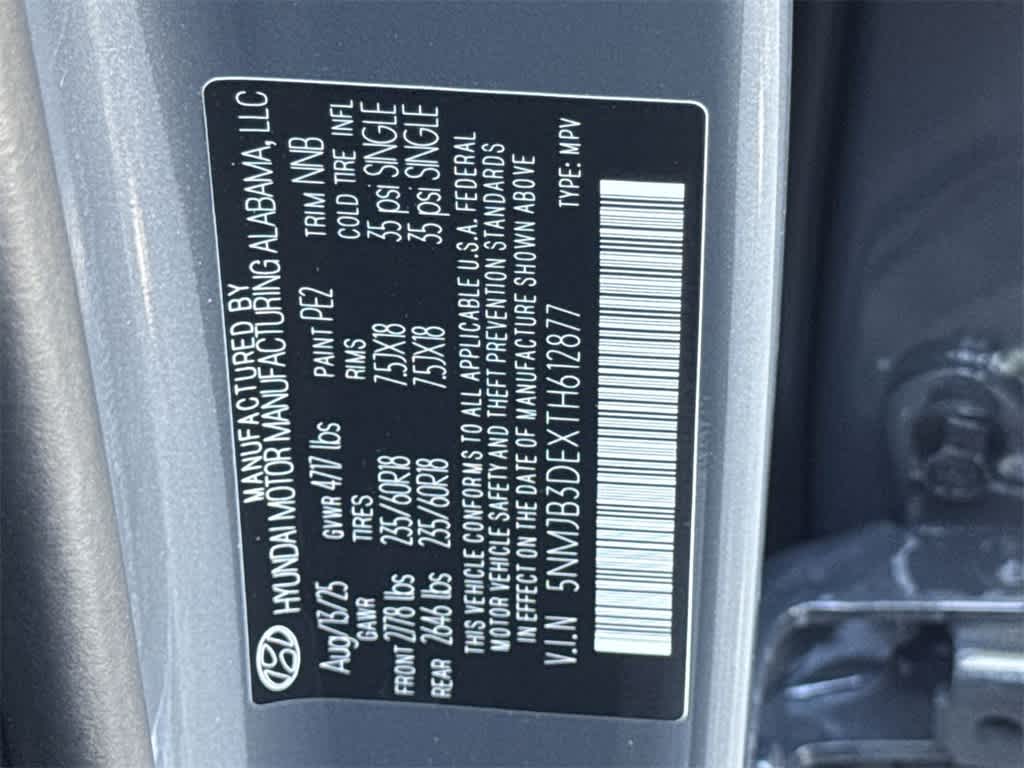 MANUFACTURED BY
HYUNDAI MOTOR MANUFACTURING ALABAMA, LLC
Aug/13/25 GVWR 4717 lbs PAINT PE2 TRIM NNB
GAWR TIRES RIMS COLD TIRE INFL
FRONT 2778 lbs 235/60R18 7.5JX18 35 psi SINGLE
REAR 2646 lbs 235/60R18 7.5JX18 35 psi SINGLE
THIS VEHICLE CONFORMS TO ALL APPLICABLE U.S.A. FEDERAL
MOTOR VEHICLE SAFETY AND THEFT PREVENTION STANDARDS
IN EFFECT ON THE DATE OF MANUFACTURE SHOWN ABOVE
V.I.N 5NMJB3DEXTH612877 TYPE: MPV